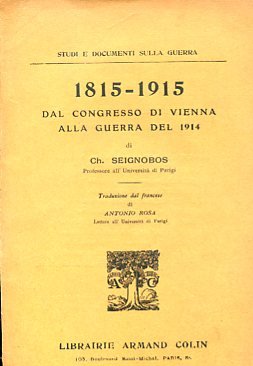 STUDI E DOCUMENTI SULLA GUERRA
1815-1915
DAL CONGRESSO DI VIENNA
ALLA GUERRA DEL 1914
di
Ch. SEIGNOBOS
Professore all' Università di Parigi
Traduzione dal francese
di
ANTONIO ROSA
Lettore all' Università di Parigi
A C
LIBRAIRIE ARMAND COLIN
103, Boulevard Saint-Michel, PARIS, 5e